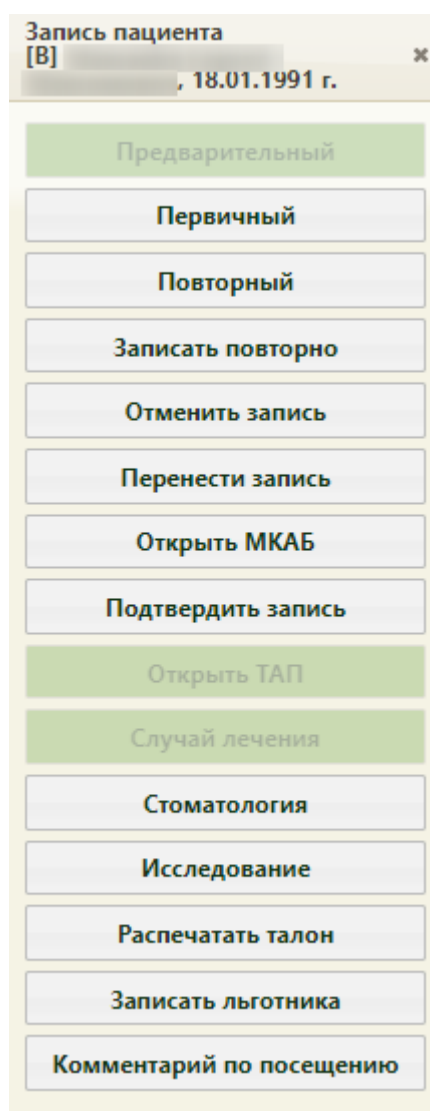 Запись пациента
[В]
, 18.01.1991 г.
Предварительный
Первичный
Повторный
Записать повторно
Отменить запись
Перенести запись
Открыть МКАБ
Подтвердить запись
Открыть ТАП
Случай лечения
Стоматология
Исследование
Распечатать талон
Записать льготника
Комментарий по посещению